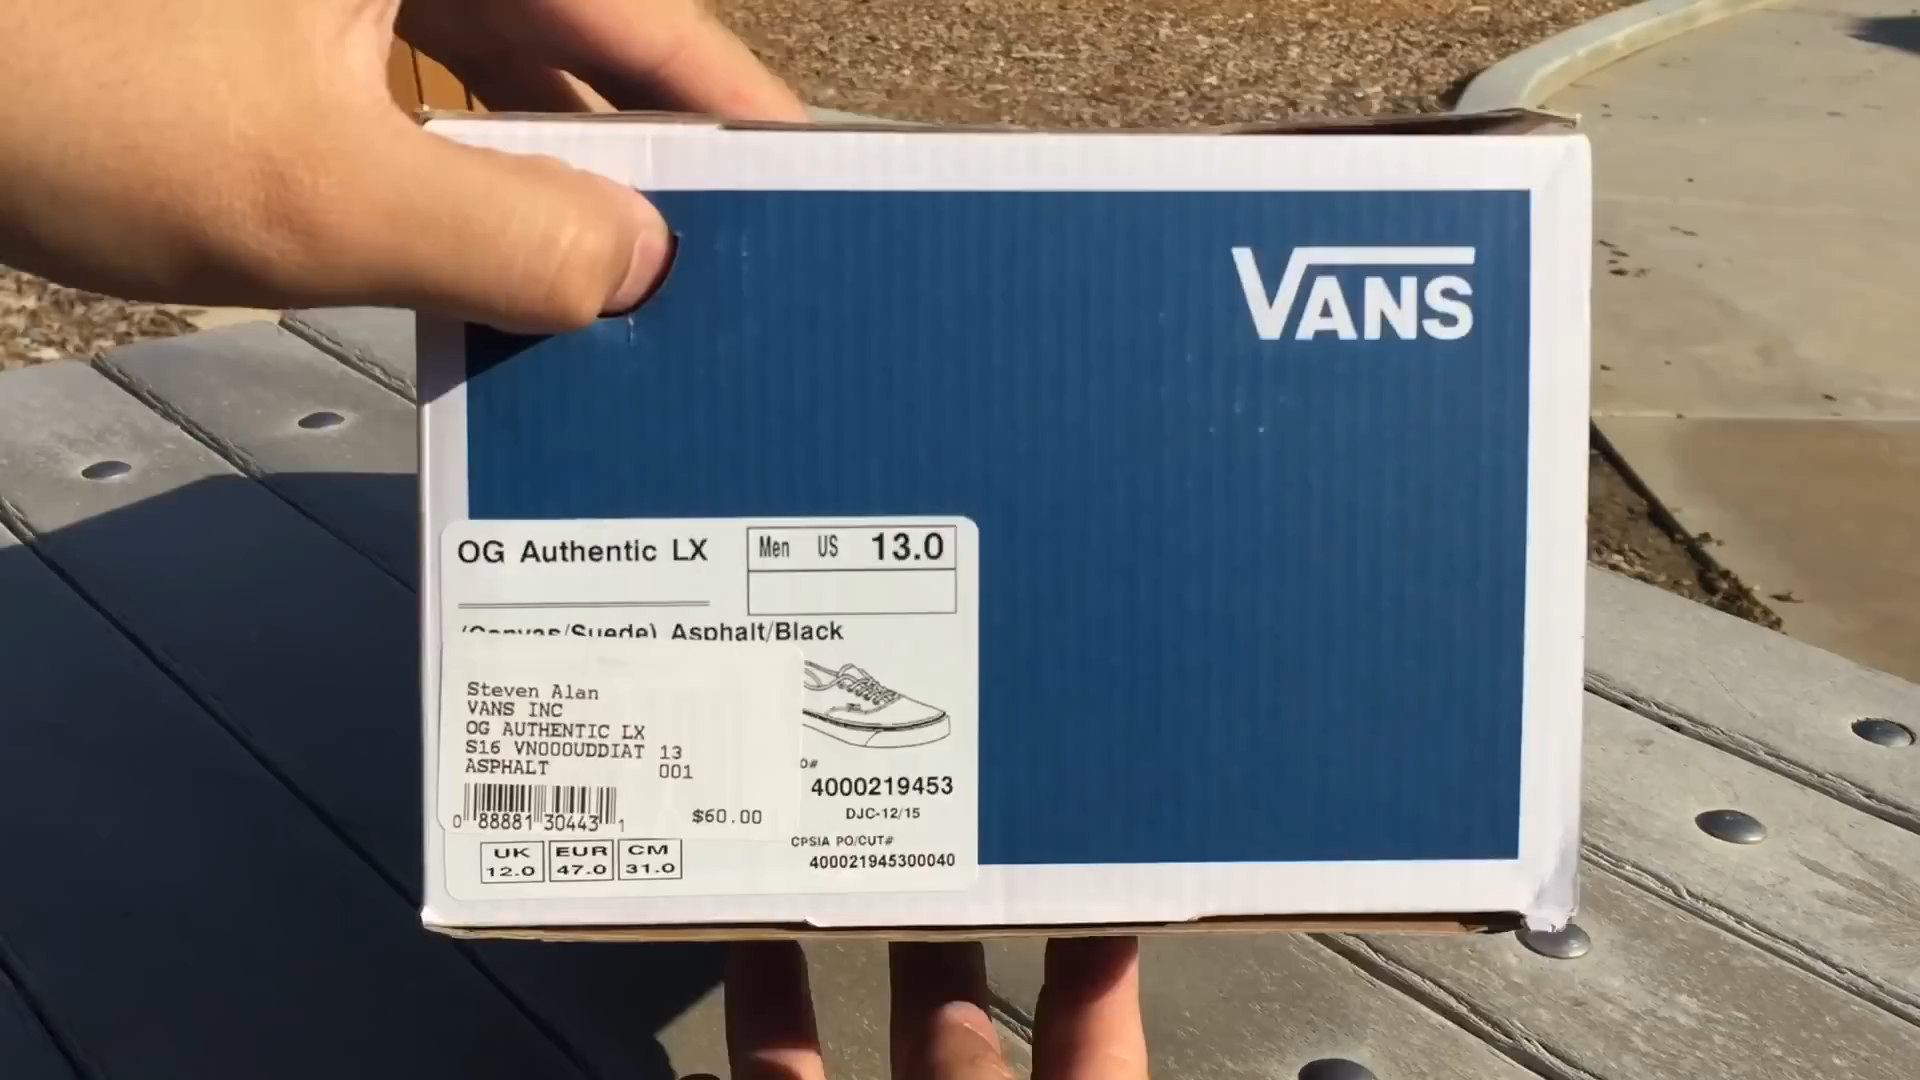 VANS
OG Authentic LX
Men US 13.0
(Canvas/Suede) Asphalt/Black
Steven Alan
VANS INC
OG AUTHENTIC LX
S16 VN000UDDIAT 13
ASPHALT 001
0 88881 30443 1
$60.00
O#
4000219453
DJC-12/15
CPSIA PO/CUT#
400021945300040
UK EUR CM
12.0 47.0 31.0